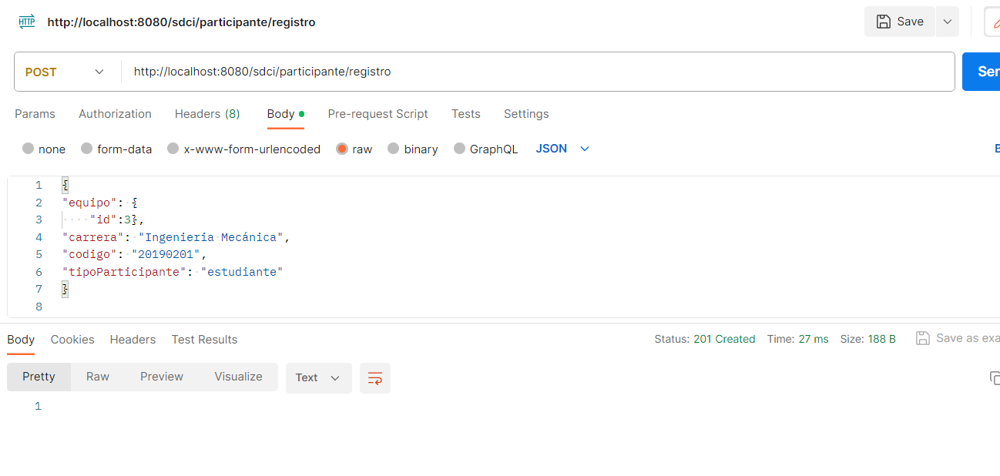 HTTP http://localhost:8080/sdci/participante/registro Save
POST http://localhost:8080/sdci/participante/registro
Params Authorization Headers (8) Body Pre-request Script Tests Settings
none form-data x-www-form-urlencoded raw binary GraphQL JSON
1 {
2 "equipo": {
3 "id":3},
4 "carrera": "Ingenieria Mecánica",
5 "codigo": "20190201",
6 "tipoParticipante": "estudiante"
7 }
8
Body Cookies Headers Test Results Status: 201 Created Time: 27 ms Size: 188 B Save as exa
Pretty Raw Preview Visualize Text
1